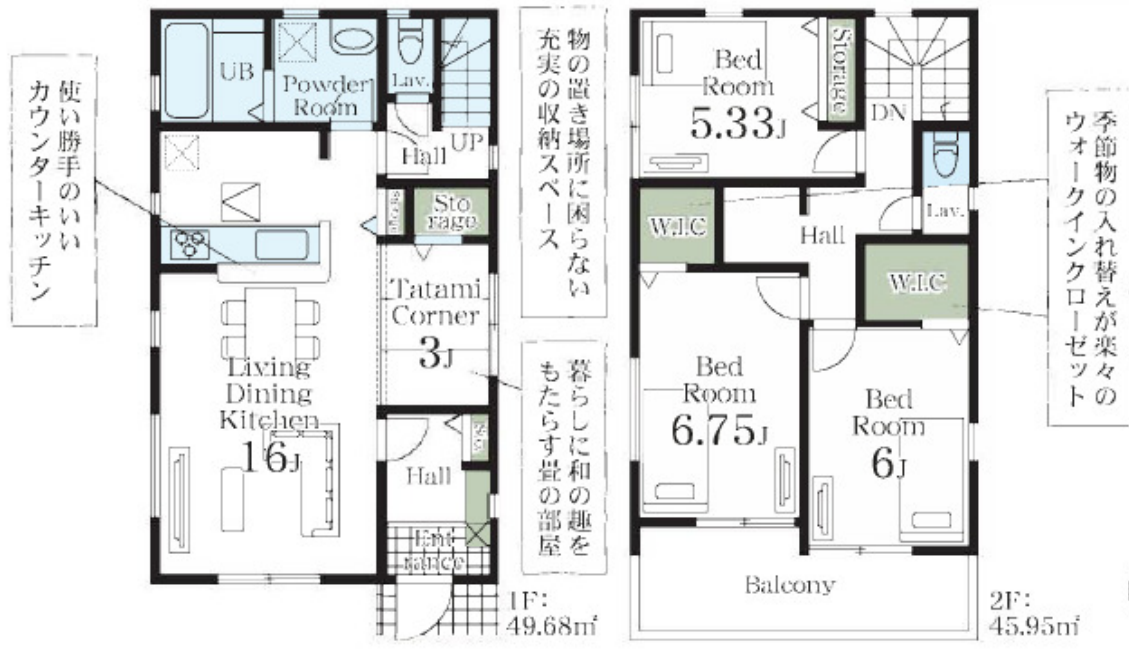 使い勝手のいい
カウンターキッチン
UB
Powder
Room
Lav.
UP
Hall
Sto
rage
Tatami
Corner
3J
Living
Dining
Kitchen
16J
Hall
Ent
rance
1F:
49.68㎡
物の置き場所に困らない
充実の収納スペース
暮らしに和の趣を
もたらす畳の部屋
Bed
Room
5.33J
Storage
DN
Lav.
W.I.C
Hall
W.I.C
Bed
Room
6.75J
Bed
Room
6J
Balcony
2F:
45.95㎡
季節物の入れ替えが楽々の
ウォークインクローゼット